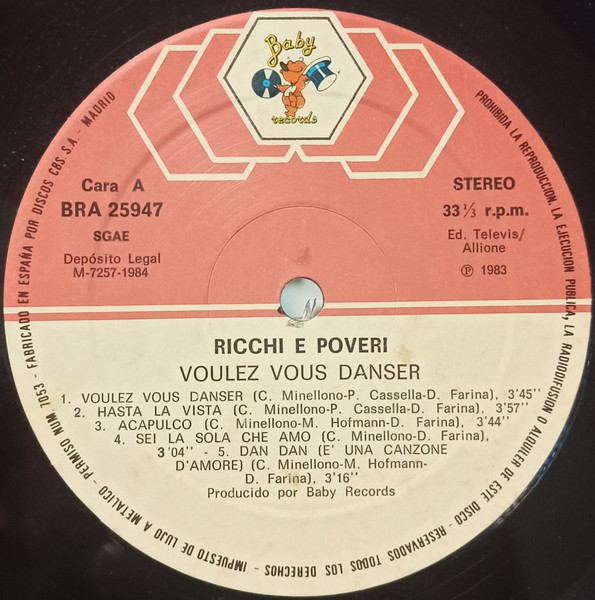 Baby
records
Cara A
BRA 25947
SGAE
Depósito Legal
M-7257-1984
STEREO
33 1/3 r.p.m.
Ed. Televis/
Allione
Ⓟ 1983
RICCHI E POVERI
VOULEZ VOUS DANSER
1. VOULEZ VOUS DANSER (C. Minellono-P. Cassella-D. Farina), 3'45''
2. HASTA LA VISTA (C. Minellono-P. Cassella-D. Farina), 3'57''
3. ACAPULCO (C. Minellono-M. Hofmann-D. Farina), 3'44''
4. SEI LA SOLA CHE AMO (C. Minellono-D. Farina),
3'04'' - 5. DAN DAN (E' UNA CANZONE
D'AMORE) (C. Minellono-M. Hofmann-
D. Farina), 3'16''
Producido por Baby Records
PROHIBIDA LA REPRODUCCION, LA EJECUCION PUBLICA, LA RADIODIFUSION O ALQUILER DE ESTE DISCO - RESERVADOS TODOS LOS DERECHOS - IMPUESTO DE LUJO A METALICO - PERMISO NUM. 1053 - FABRICADO EN ESPAÑA POR DISCOS CBS. S.A. - MADRID